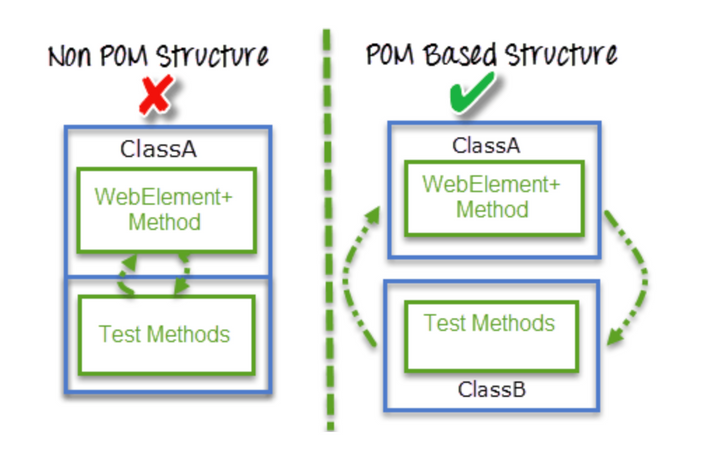 Non POM Structure
ClassA
WebElement+
Method
Test Methods
POM Based Structure
ClassA
WebElement+
Method
Test Methods
ClassB